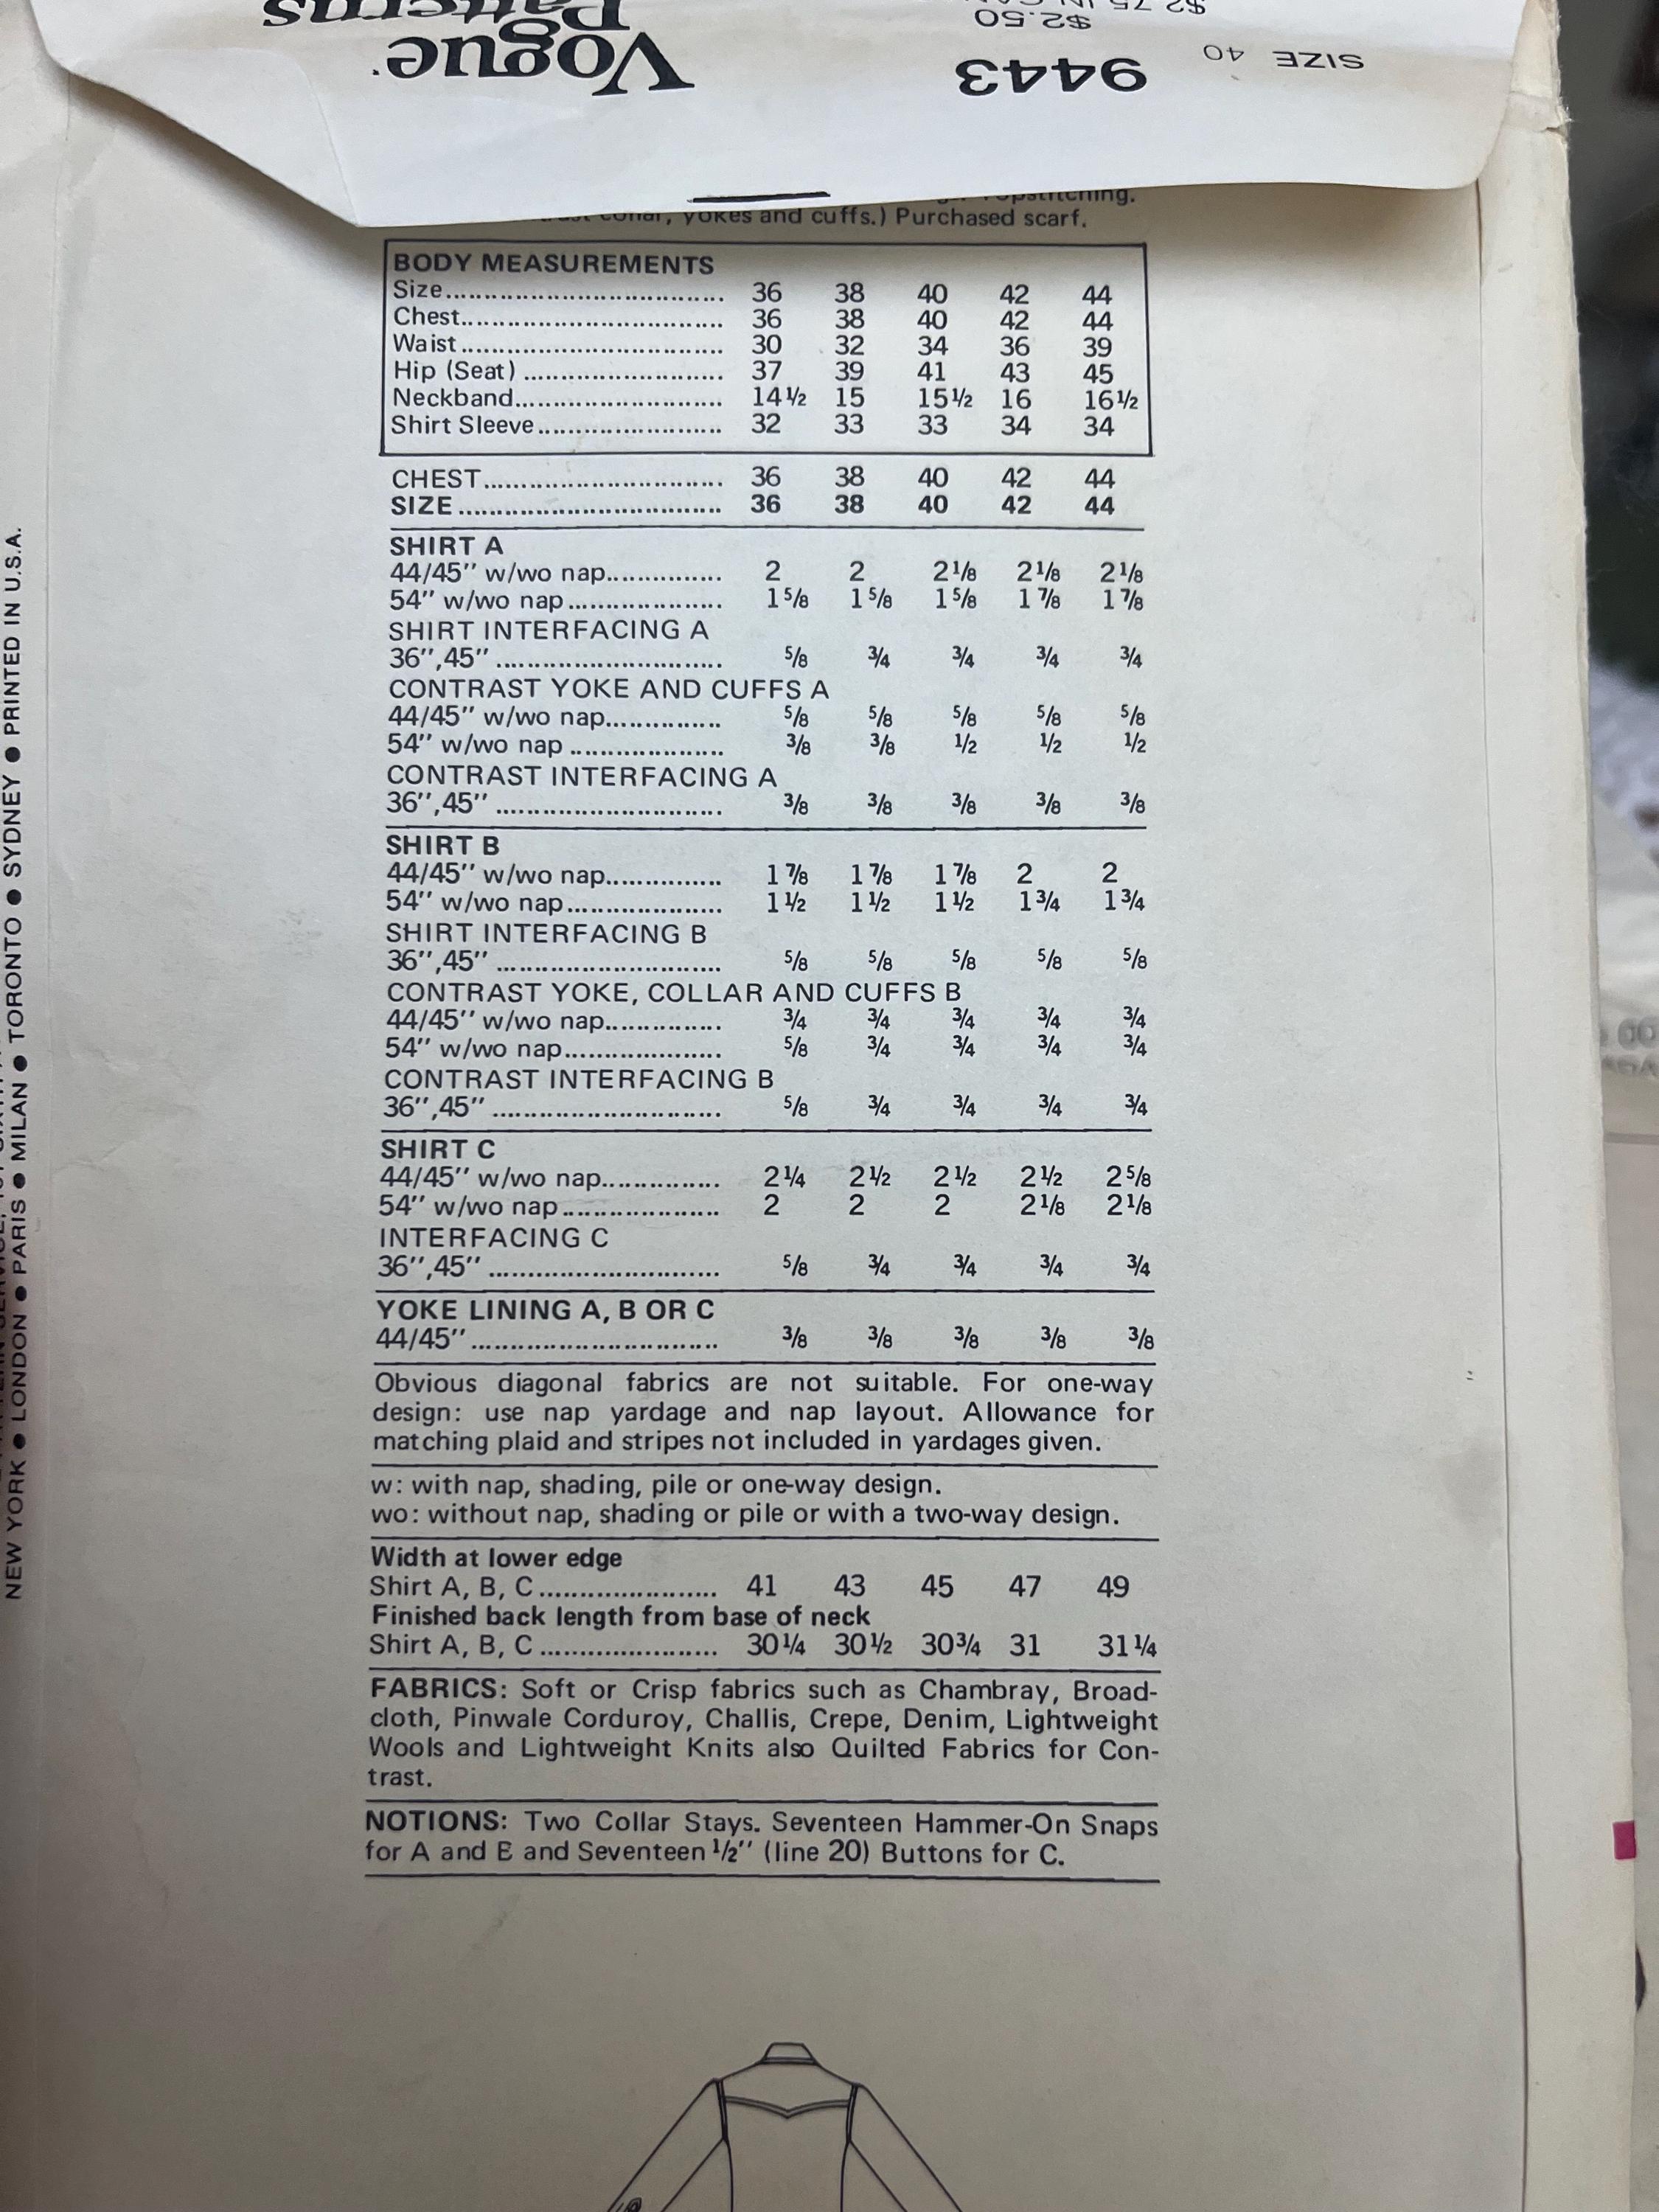 Patterns
Vogue
$2.50
9443
SIZE 40
yokes and cuffs.) Purchased scarf.
BODY MEASUREMENTS
Size.................................... 36 38 40 42 44
Chest.................................. 36 38 40 42 44
Waist.................................. 30 32 34 36 39
Hip (Seat) .......................... 37 39 41 43 45
Neckband........................... 14½ 15 15½ 16 16½
Shirt Sleeve........................ 32 33 33 34 34
CHEST............................... 36 38 40 42 44
SIZE .................................. 36 38 40 42 44
SHIRT A
44/45" w/wo nap............... 2 2 2⅛ 2⅛ 2⅛
54" w/wo nap .................... 1⅝ 1⅝ 1⅝ 1⅞ 1⅞
SHIRT INTERFACING A
36",45" ............................. ⅝ ¾ ¾ ¾ ¾
CONTRAST YOKE AND CUFFS A
44/45" w/wo nap............... ⅝ ⅝ ⅝ ⅝ ⅝
54" w/wo nap .................... ⅜ ⅜ ½ ½ ½
CONTRAST INTERFACING A
36",45" ............................. ⅜ ⅜ ⅜ ⅜ ⅜
SHIRT B
44/45" w/wo nap............... 1⅞ 1⅞ 1⅞ 2 2
54" w/wo nap.................... 1½ 1½ 1½ 1¾ 1¾
SHIRT INTERFACING B
36",45" ............................. ⅝ ⅝ ⅝ ⅝ ⅝
CONTRAST YOKE, COLLAR AND CUFFS B
44/45" w/wo nap............... ¾ ¾ ¾ ¾ ¾
54" w/wo nap.................... ⅝ ¾ ¾ ¾ ¾
CONTRAST INTERFACING B
36",45" ............................. ⅝ ¾ ¾ ¾ ¾
SHIRT C
44/45" w/wo nap............... 2¼ 2½ 2½ 2½ 2⅝
54" w/wo nap .................... 2 2 2 2⅛ 2⅛
INTERFACING C
36",45" ............................. ⅝ ¾ ¾ ¾ ¾
YOKE LINING A, B OR C
44/45" ............................... ⅜ ⅜ ⅜ ⅜ ⅜
Obvious diagonal fabrics are not suitable. For one-way
design: use nap yardage and nap layout. Allowance for
matching plaid and stripes not included in yardages given.
w: with nap, shading, pile or one-way design.
wo: without nap, shading or pile or with a two-way design.
Width at lower edge
Shirt A, B, C ...................... 41 43 45 47 49
Finished back length from base of neck
Shirt A, B, C ...................... 30¼ 30½ 30¾ 31 31¼
FABRICS: Soft or Crisp fabrics such as Chambray, Broad-
cloth, Pinwale Corduroy, Challis, Crepe, Denim, Lightweight
Wools and Lightweight Knits also Quilted Fabrics for Con-
trast.
NOTIONS: Two Collar Stays. Seventeen Hammer-On Snaps
for A and B and Seventeen ½" (line 20) Buttons for C.
NEW YORK ● LONDON ● PARIS ● MILAN ● TORONTO ● SYDNEY ● PRINTED IN U.S.A.